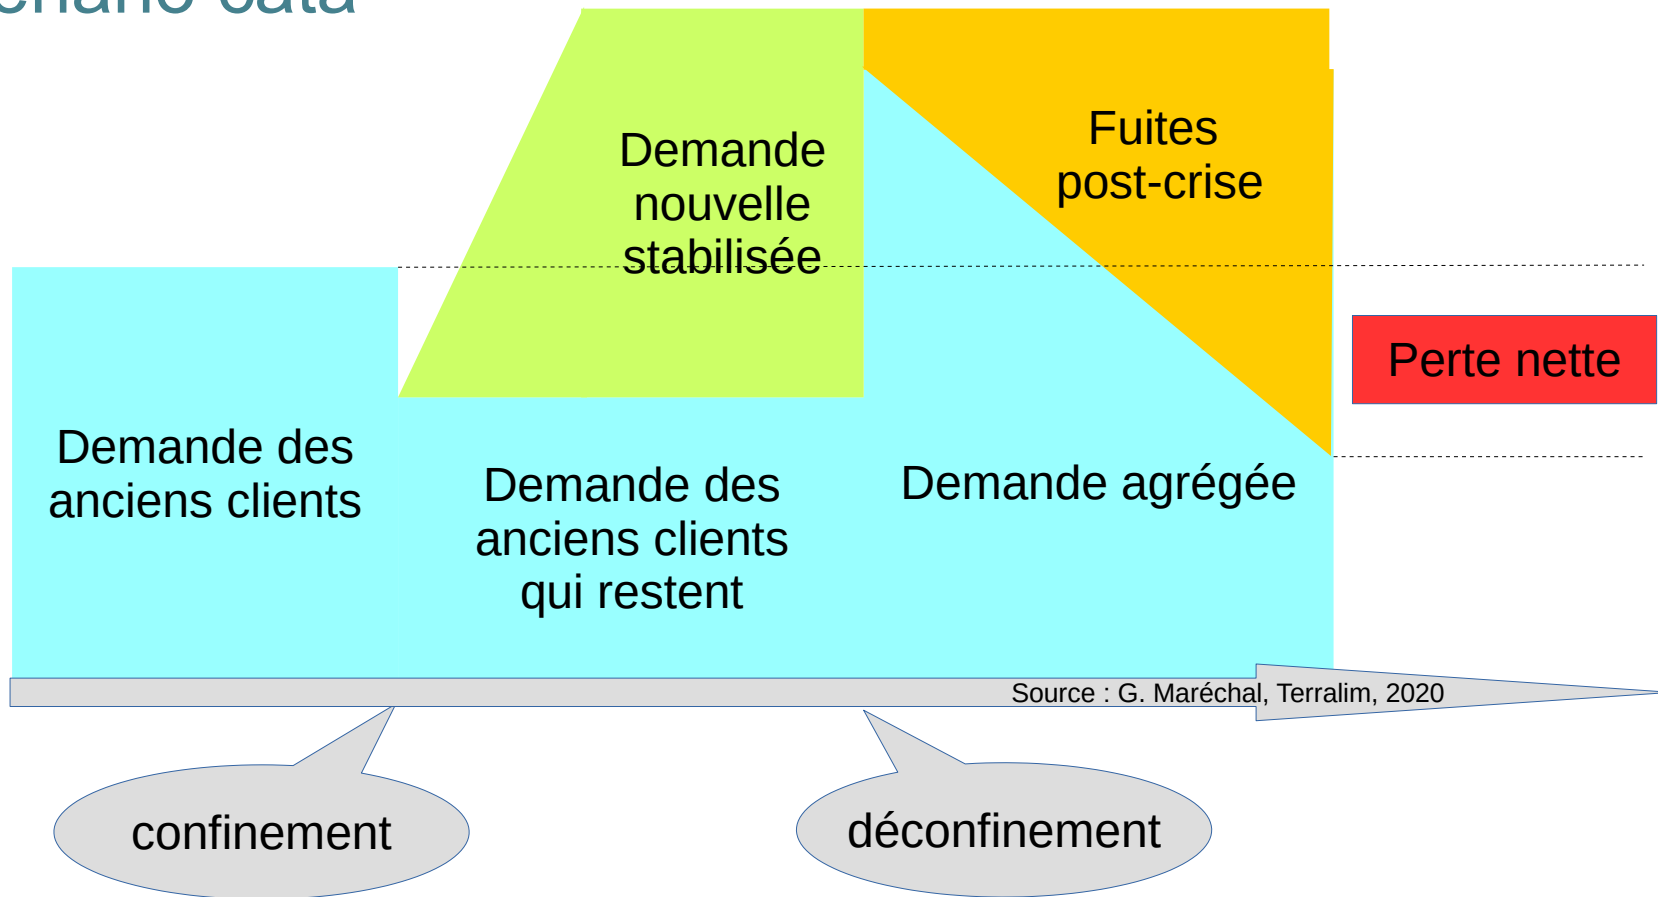 cata
Demande
nouvelle
stabilisée
Fuites
post-crise
Perte nette
Demande des
anciens clients
Demande des
anciens clients
qui restent
Demande agrégée
Source : G. Maréchal, Terralim, 2020
confinement
déconfinement